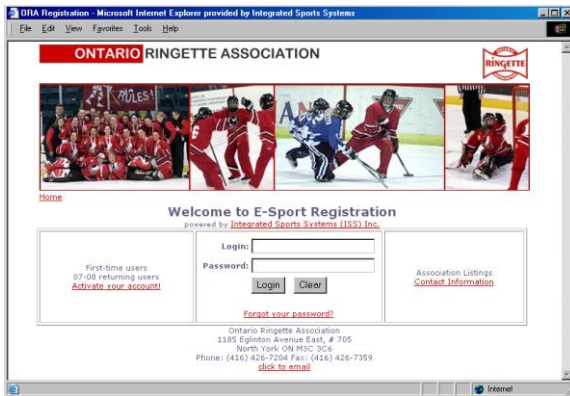 ORA Registration - Microsoft Internet Explorer provided by Integrated Sports Systems
File Edit View Favorites Tools Help
ONTARIO RINGETTE ASSOCIATION
RINGETTE
RULES!
Home
Welcome to E-Sport Registration
powered by Integrated Sports Systems (ISS) Inc.
First-time users
07-08 returning users
Activate your account!
Login:
Password:
Login Clear
Forgot your password?
Association Listings
Contact Information
Ontario Ringette Association
1185 Eglinton Avenue East, # 705
North York ON M3C 3C6
Phone: (416) 426-7204 Fax: (416) 426-7359
click to email
Internet